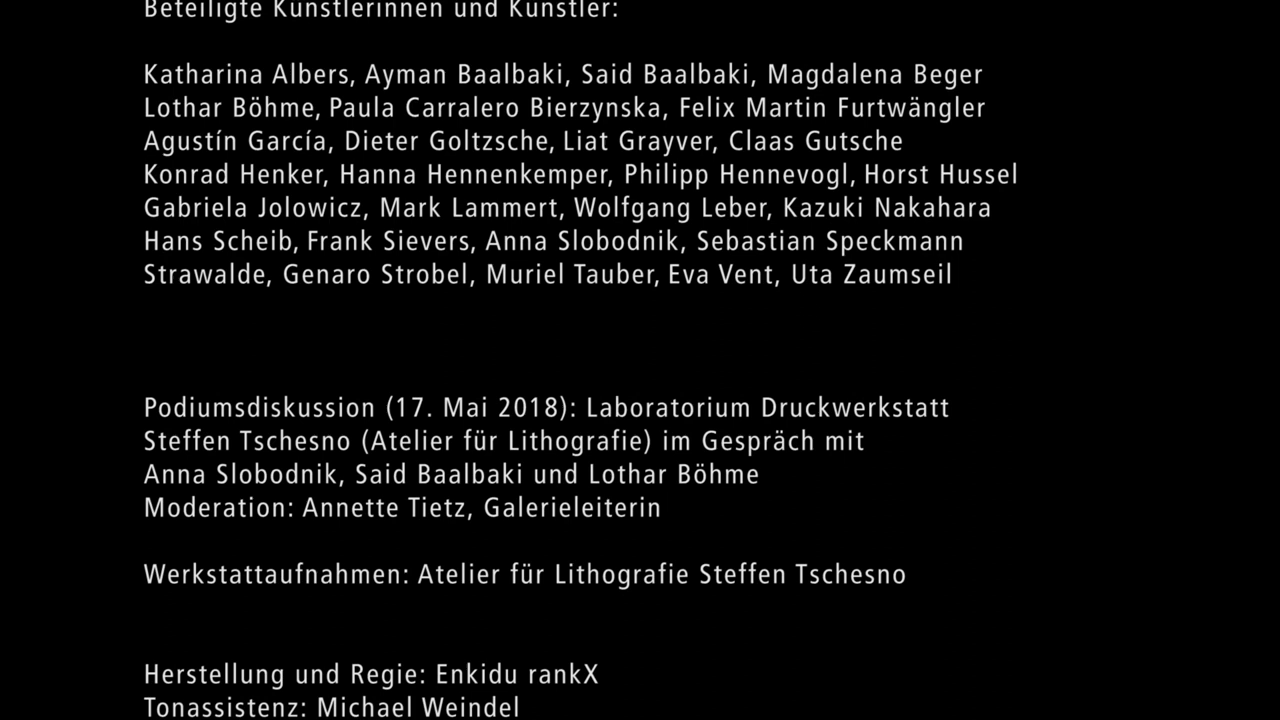 Beteiligte Künstlerinnen und Künstler:
Katharina Albers, Ayman Baalbaki, Said Baalbaki, Magdalena Beger
Lothar Böhme, Paula Carralero Bierzynska, Felix Martin Furtwängler
Agustín García, Dieter Goltzsche, Liat Grayver, Claas Gutsche
Konrad Henker, Hanna Hennenkemper, Philipp Hennevogl, Horst Hussel
Gabriela Jolowicz, Mark Lammert, Wolfgang Leber, Kazuki Nakahara
Hans Scheib, Frank Sievers, Anna Slobodnik, Sebastian Speckmann
Strawalde, Genaro Strobel, Muriel Tauber, Eva Vent, Uta Zaumseil
Podiumsdiskussion (17. Mai 2018): Laboratorium Druckwerkstatt
Steffen Tschesno (Atelier für Lithografie) im Gespräch mit
Anna Slobodnik, Said Baalbaki und Lothar Böhme
Moderation: Annette Tietz, Galerieleiterin
Werkstattaufnahmen: Atelier für Lithografie Steffen Tschesno
Herstellung und Regie: Enkidu rankX
Tonassistenz: Michael Weindel